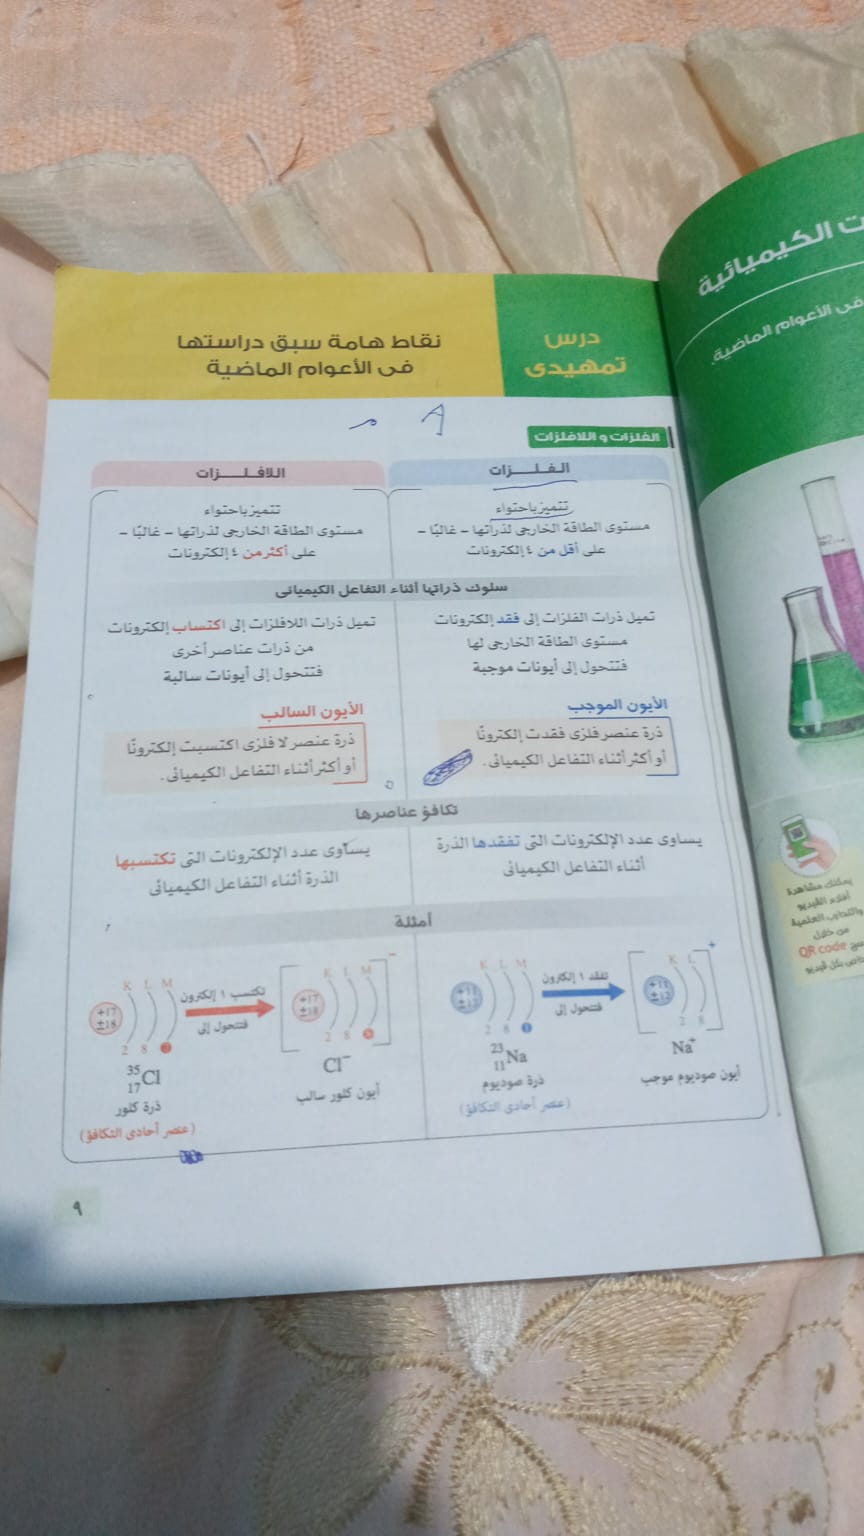 ت الكيميائية
فى الأعوام الماضية.
درس
تمهيدى
نقاط هامة سبق دراستها
فى الأعوام الماضية
A
الفلزات و اللافلزات
الفلـــزات
تتميز باحتواء
مستوى الطاقة الخارجى لذراتها – غالبًا –
على أقل من ٤ إلكترونات
اللافلـــزات
تتميز باحتواء
مستوى الطاقة الخارجى لذراتها – غالبًا –
على أكثر من ٤ إلكترونات
سلوك ذراتها أثناء التفاعل الكيميائى
تميل ذرات الفلزات إلى فقد إلكترونات
مستوى الطاقة الخارجى لها
فتتحول إلى أيونات موجبة
تميل ذرات اللافلزات إلى اكتساب إلكترونات
من ذرات عناصر أخرى
فتتحول إلى أيونات سالبة
الأيون الموجب
ذرة عنصر فلزى فقدت إلكترونًا
أو أكثر أثناء التفاعل الكيميائى.
الأيون السالب
ذرة عنصر لا فلزى اكتسبت إلكترونًا
أو أكثر أثناء التفاعل الكيميائى.
تكافؤ عناصرها
يساوى عدد الإلكترونات التى تفقدها الذرة
أثناء التفاعل الكيميائى
يساوى عدد الإلكترونات التى تكتسبها
الذرة أثناء التفاعل الكيميائى
أمثلة
K L M
+11
±12
2 8 1
تفقد ١ إلكترون
فتتحول إلى
K L
+
+11
±12
2 8
23
11 Na
ذرة صوديوم
(عنصر أحادى التكافؤ)
Na+
أيون صوديوم موجب
K L M
+17
±18
2 8 7
تكتسب ١ إلكترون
فتتحول إلى
K L M
−
+17
±18
2 8 8
35
17 Cl
ذرة كلور
(عنصر أحادى التكافؤ)
Cl−
أيون كلور سالب
٩
يمكنك مشاهدة
أفلام الفيديو
والتجارب العلمية
من خلال
QR code
بكل فيديو